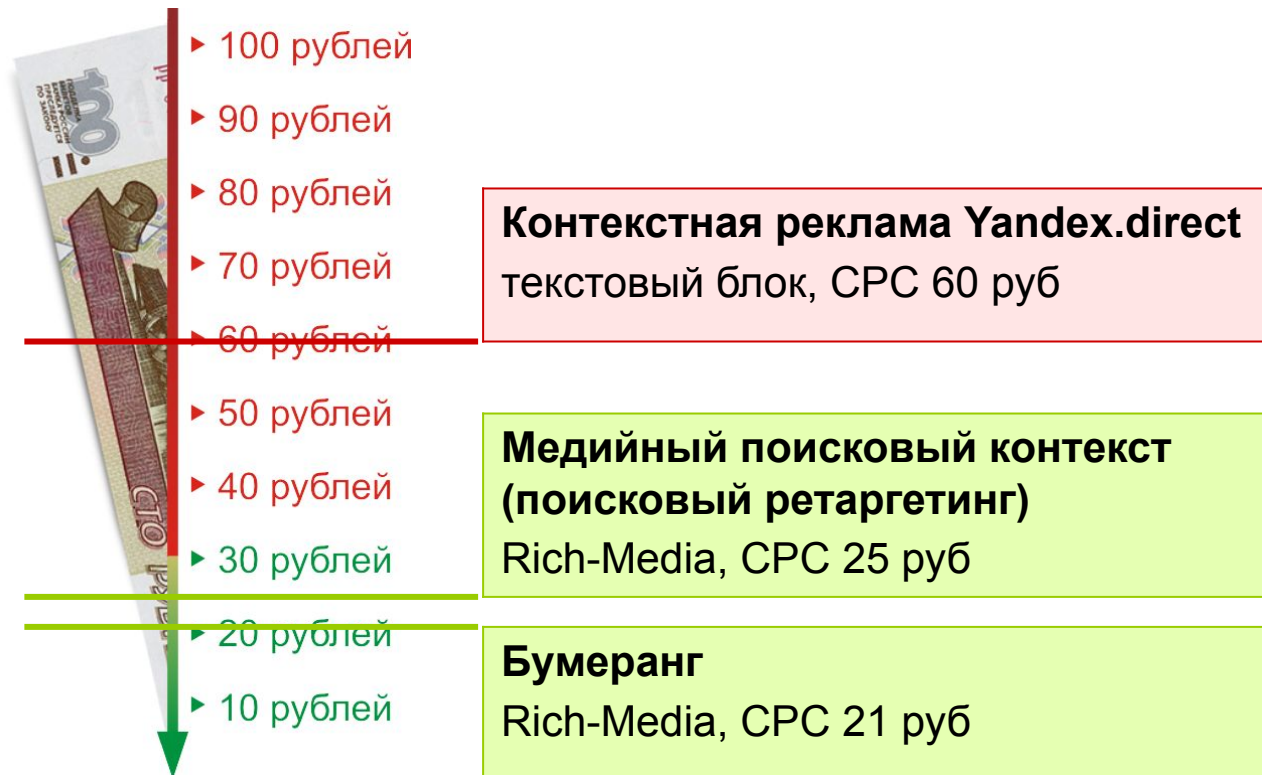 100 рублей
90 рублей
80 рублей
70 рублей
60 рублей
50 рублей
40 рублей
30 рублей
20 рублей
10 рублей
Контекстная реклама Yandex.direct
текстовый блок, CPC 60 руб
Медийный поисковый контекст
(поисковый ретаргетинг)
Rich-Media, CPC 25 руб
Бумеранг
Rich-Media, CPC 21 руб
100
СТО